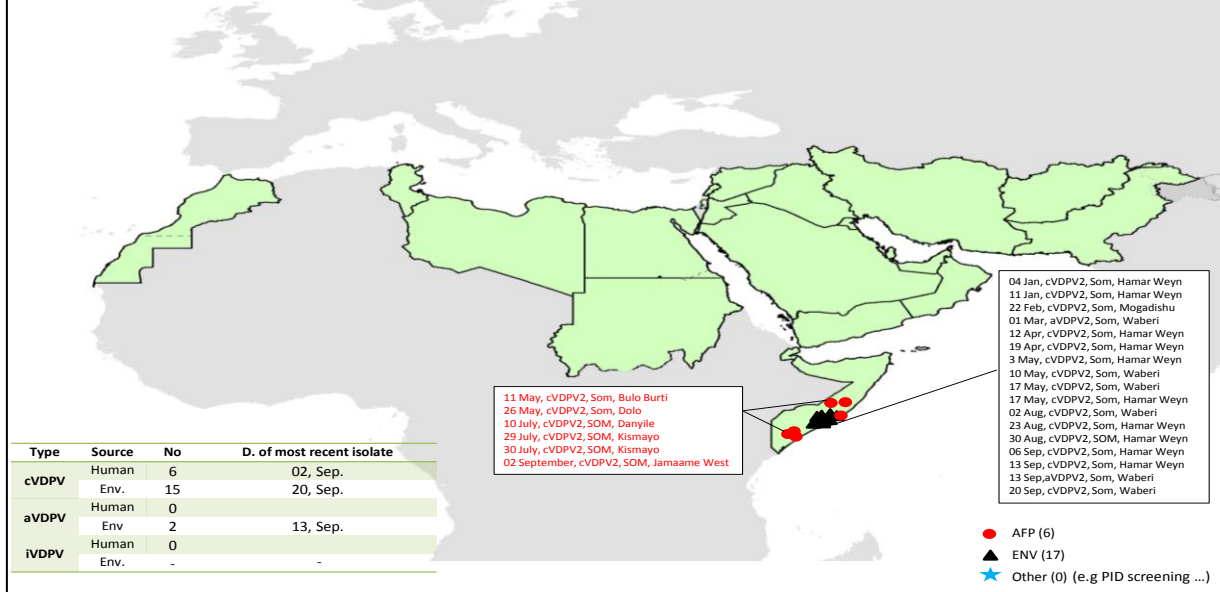 04 Jan, cVDPV2, Som, Hamar Weyn
11 Jan, cVDPV2, Som, Hamar Weyn
22 Feb, cVDPV2, Som, Mogadishu
01 Mar, aVDPV2, Som, Waberi
12 Apr, cVDPV2, Som, Hamar Weyn
19 Apr, cVDPV2, Som, Hamar Weyn
3 May, cVDPV2, Som, Hamar Weyn
10 May, cVDPV2, Som, Waberi
17 May, cVDPV2, Som, Waberi
17 May, cVDPV2, Som, Hamar Weyn
02 Aug, cVDPV2, Som, Waberi
23 Aug, cVDPV2, Som, Hamar Weyn
30 Aug, cVDPV2, SOM, Hamar Weyn
06 Sep, cVDPV2, Som, Hamar Weyn
13 Sep, cVDPV2, Som, Hamar Weyn
13 Sep,aVDPV2, Som, Waberi
20 Sep, cVDPV2, Som, Waberi
11 May, cVDPV2, Som, Bulo Burti
26 May, cVDPV2, Som, Dolo
10 July, cVDPV2, SOM, Danyile
29 July, cVDPV2, SOM, Kismayo
30 July, cVDPV2, SOM, Kismayo
02 September, cVDPV2, SOM, Jamaame West
Type Source No D. of most recent isolate
cVDPV Human 6 02, Sep.
Env. 15 20, Sep.
aVDPV Human 0
Env 2 13, Sep.
iVDPV Human 0
Env. - -
AFP (6)
ENV (17)
Other (0) (e.g PID screening ...)